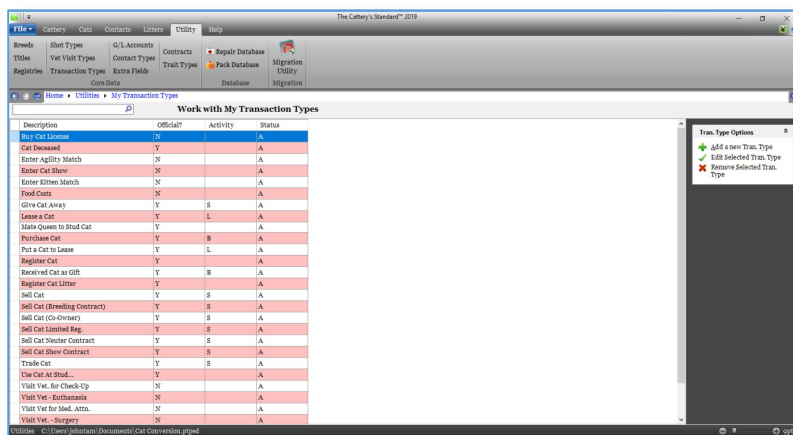 The Cattery's Standard™ 2019
File Cattery Cats Contacts Litters Utility Help
Breeds Shot Types G/L Accounts Contracts Repair Database
Titles Vet Visit Types Contact Types Trait Types Pack Database Migration Utility
Registries Transaction Types Extra Fields
Core Data Database Migration
Home Utilities My Transaction Types
Work with My Transaction Types
Description Official? Activity Status
Buy Cat License N A
Cat Deceased Y A
Enter Agility Match N A
Enter Cat Show N A
Enter Kitten Match N A
Food Costs N A
Give Cat Away Y S A
Lease a Cat Y L A
Mate Queen to Stud Cat Y A
Purchase Cat Y B A
Put a Cat to Lease Y L A
Register Cat Y A
Received Cat as Gift Y B A
Register Cat Litter Y A
Sell Cat Y S A
Sell Cat (Breeding Contract) Y S A
Sell Cat (Co-Owner) Y S A
Sell Cat Limited Reg. Y S A
Sell Cat Neuter Contract Y S A
Sell Cat Show Contract Y S A
Trade Cat Y S A
Use Cat At Stud... Y A
Visit Vet. for Check-Up N A
Visit Vet - Euthanasia N A
Visit Vet for Med. Attn. N A
Visit Vet. - Surgery N A
Tran. Type Options
Add a new Tran. Type
Edit Selected Tran. Type
Remove Selected Tran.
Type
Utilities C:\Users\johntam\Documents\Cat Conversion.ptped
opt